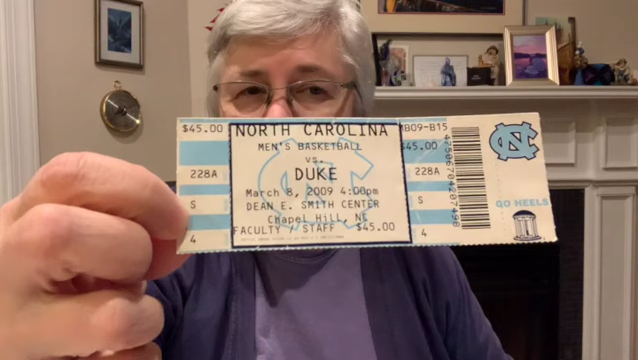 $45.00
228A
S
4
NORTH CAROLINA
MEN'S BASKETBALL
vs.
DUKE
March 8, 2009 4:00pm
DEAN E. SMITH CENTER
Chapel Hill, NC
FACULTY / STAFF $45.00
MB09-B15
$45.00
228A
S
4
NC
GO HEELS